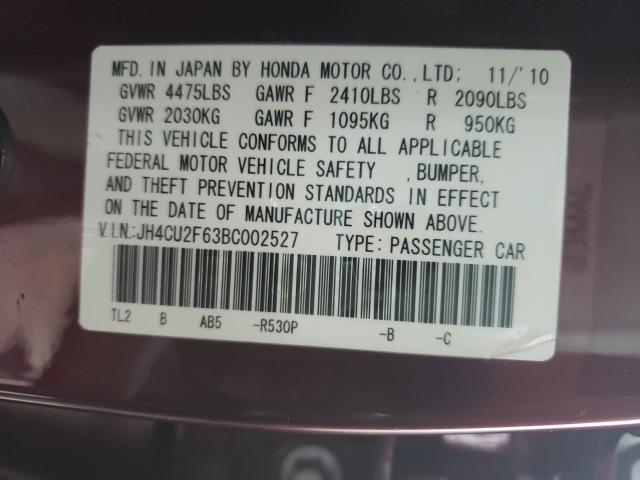 MFD. IN JAPAN BY HONDA MOTOR CO.,LTD; 11/'10
GVWR 4475LBS GAWR F 2410LBS R 2090LBS
GVWR 2030KG GAWR F 1095KG R 950KG
THIS VEHICLE CONFORMS TO ALL APPLICABLE
FEDERAL MOTOR VEHICLE SAFETY ,BUMPER,
AND THEFT PREVENTION STANDARDS IN EFFECT
ON THE DATE OF MANUFACTURE SHOWN ABOVE.
V.I.N.:JH4CU2F63BC002527 TYPE: PASSENGER CAR
TL2 B AB5 -R530P -B -C